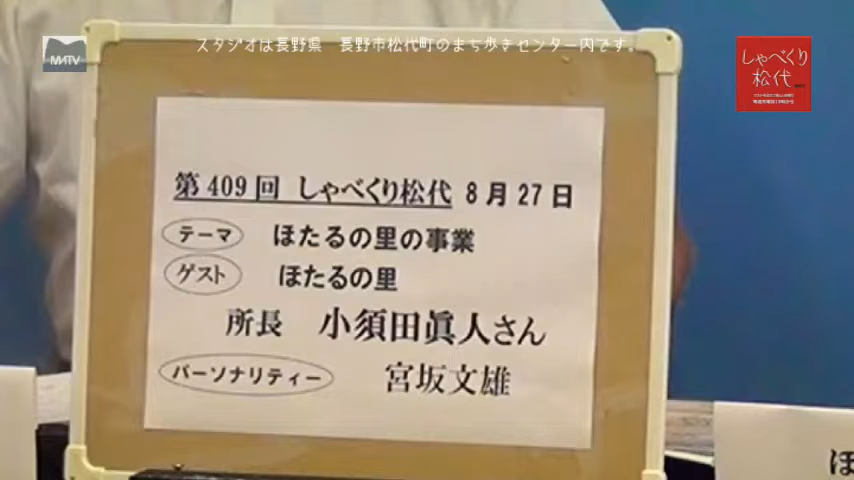 スタジオは長野県　長野市松代町のまち歩きセンター内です。
MATV
しゃべくり
松代
第409回 しゃべくり松代 8月27日
テーマ ほたるの里の事業
ゲスト ほたるの里
所長 小須田眞人さん
パーソナリティー 宮坂文雄
ほ